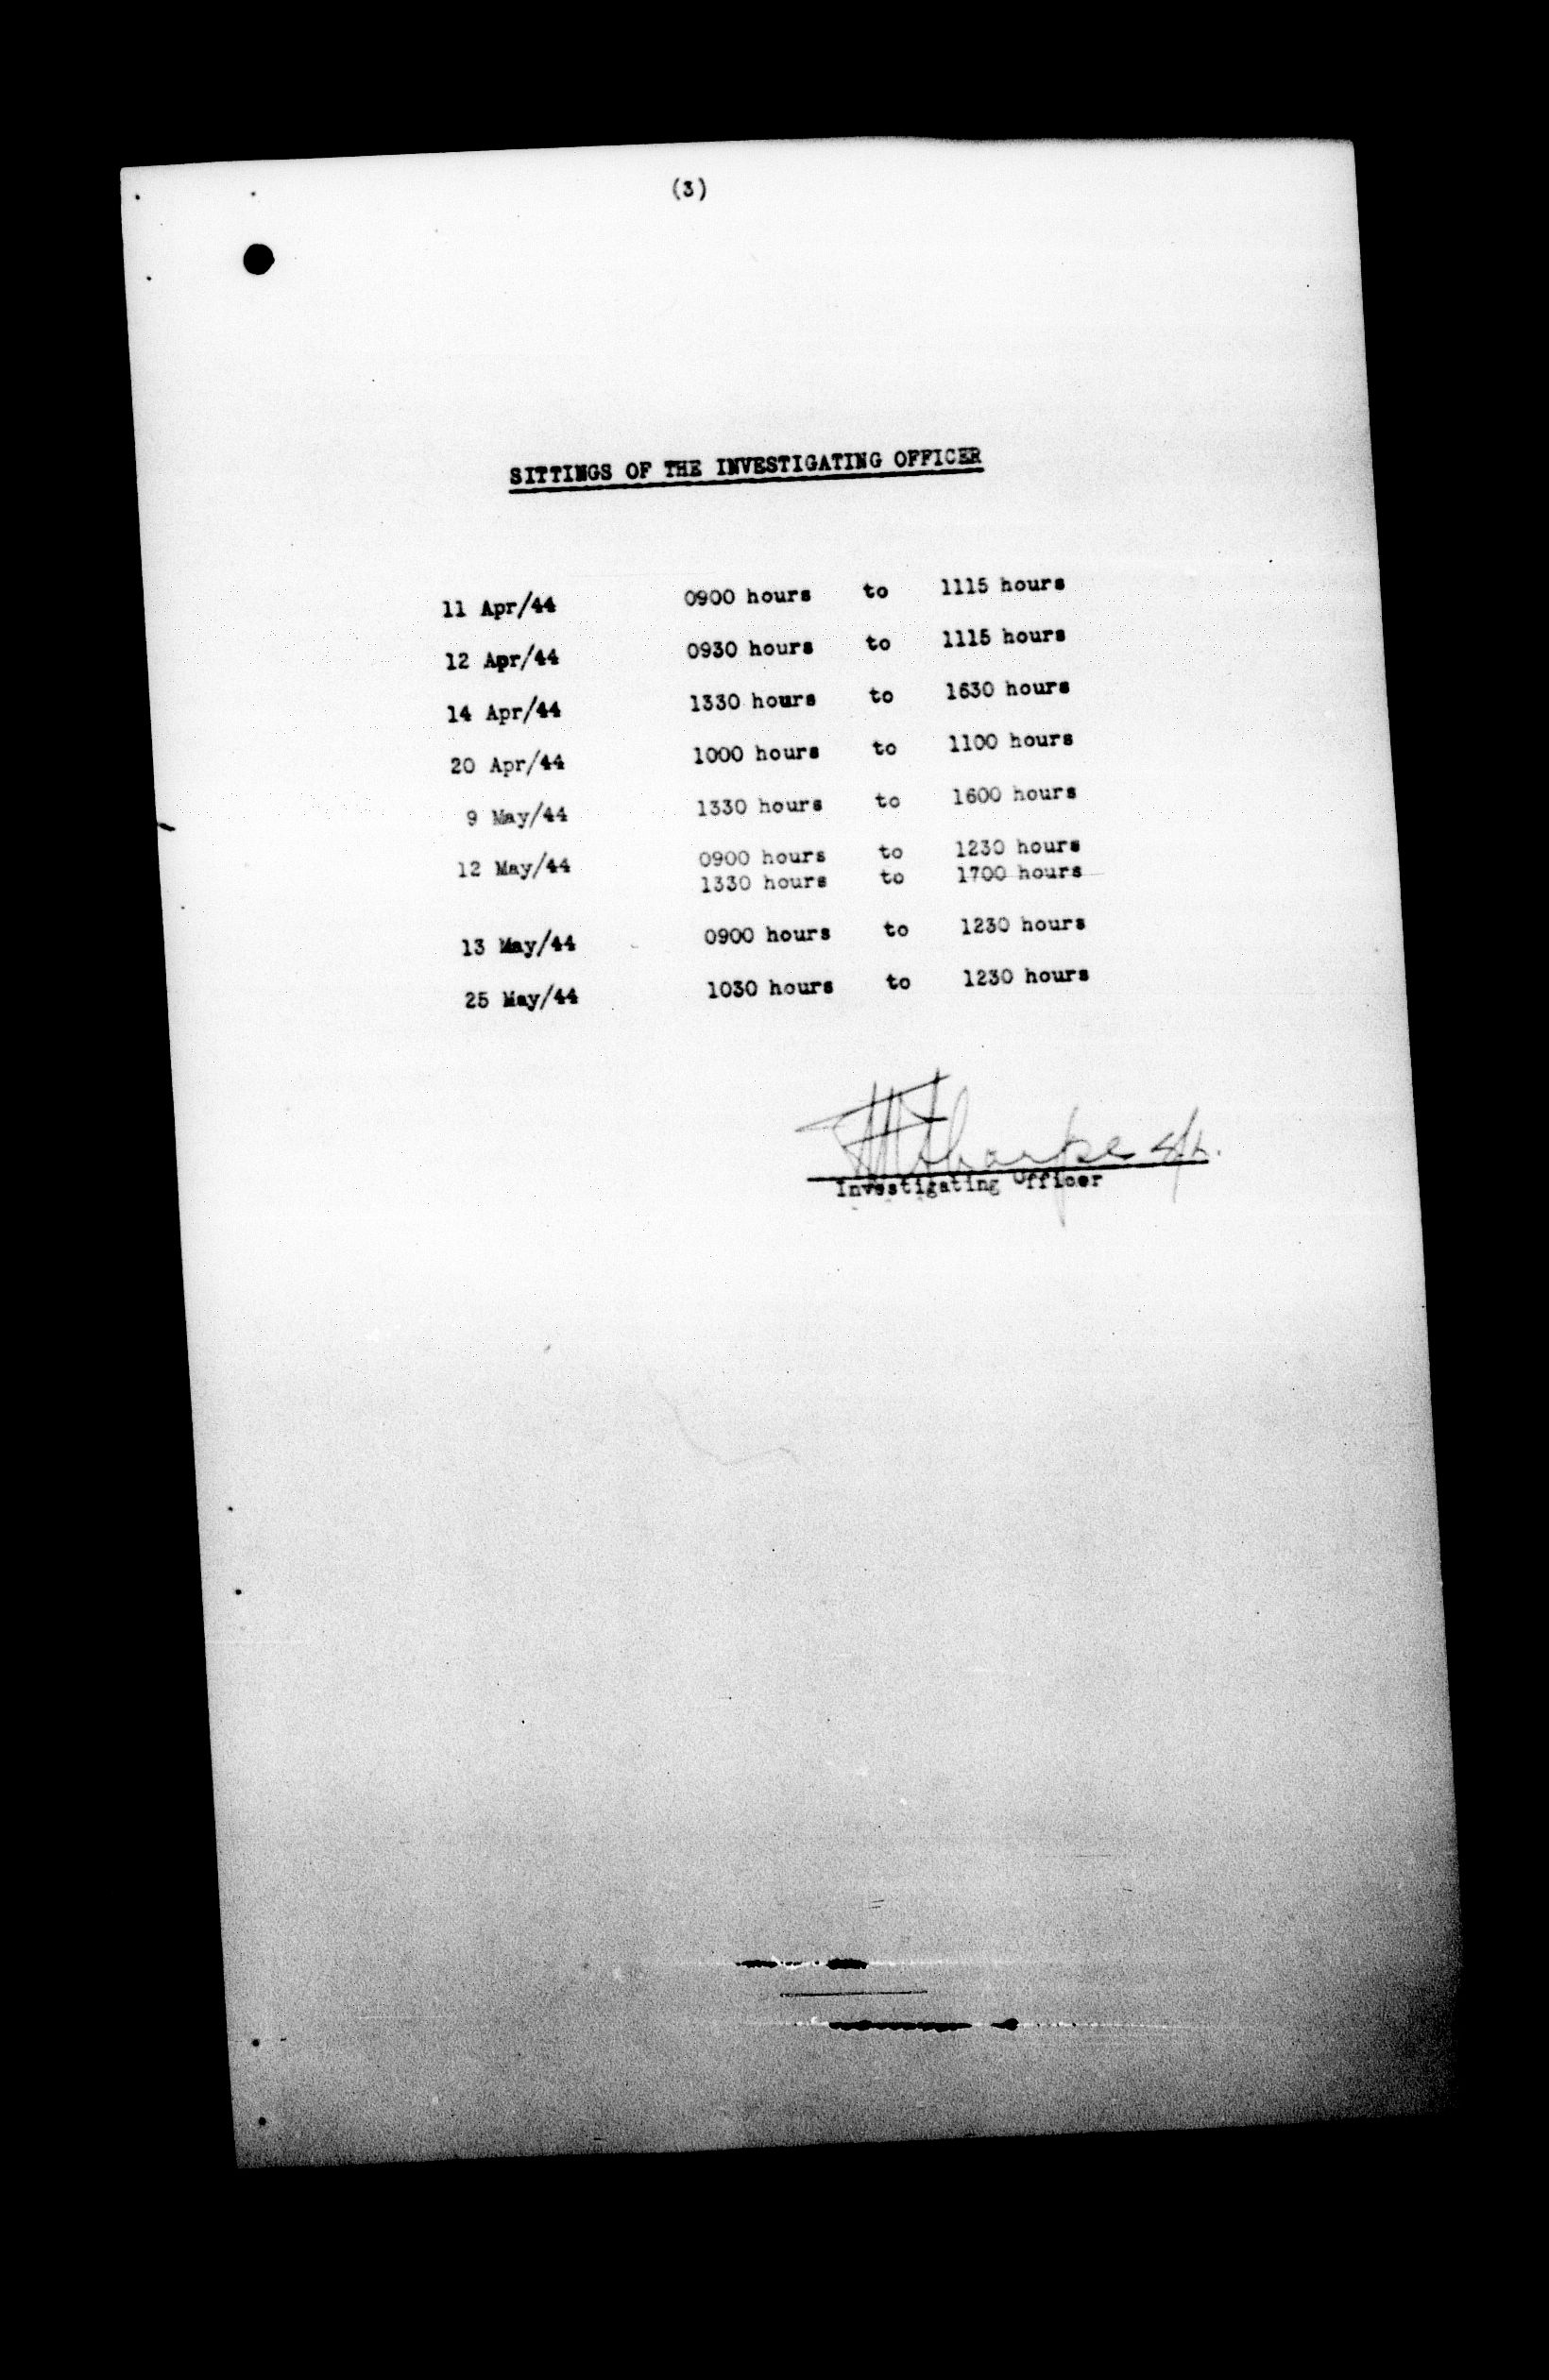 (3)
SITTINGS OF THE INVESTIGATING OFFICER
11 Apr/44 0900 hours to 1115 hours
12 Apr/44 0930 hours to 1115 hours
14 Apr/44 1330 hours to 1630 hours
20 Apr/44 1000 hours to 1100 hours
9 May/44 1330 hours to 1600 hours
12 May/44 0900 hours to 1230 hours
1330 hours to 1700 hours
13 May/44 0900 hours to 1230 hours
25 May/44 1030 hours to 1230 hours
S/L.
Investigating Officer